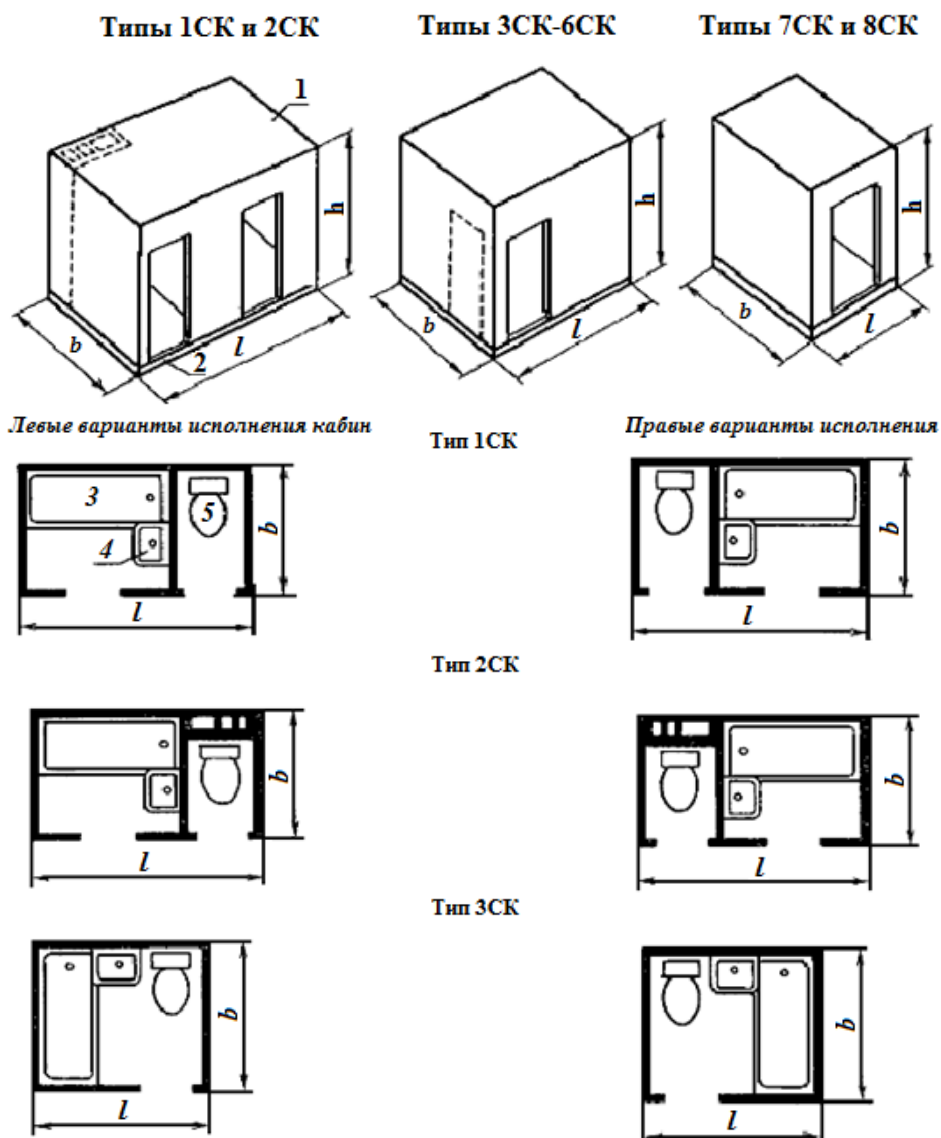 Типы 1СК и 2СК Типы 3СК-6СК Типы 7СК и 8СК
1
h h h
b l b l b l
2
Левые варианты исполнения кабин Тип 1СК Правые варианты исполнения
3 5 b b
4
l l
Тип 2СК
b b
l l
Тип 3СК
b b
l l